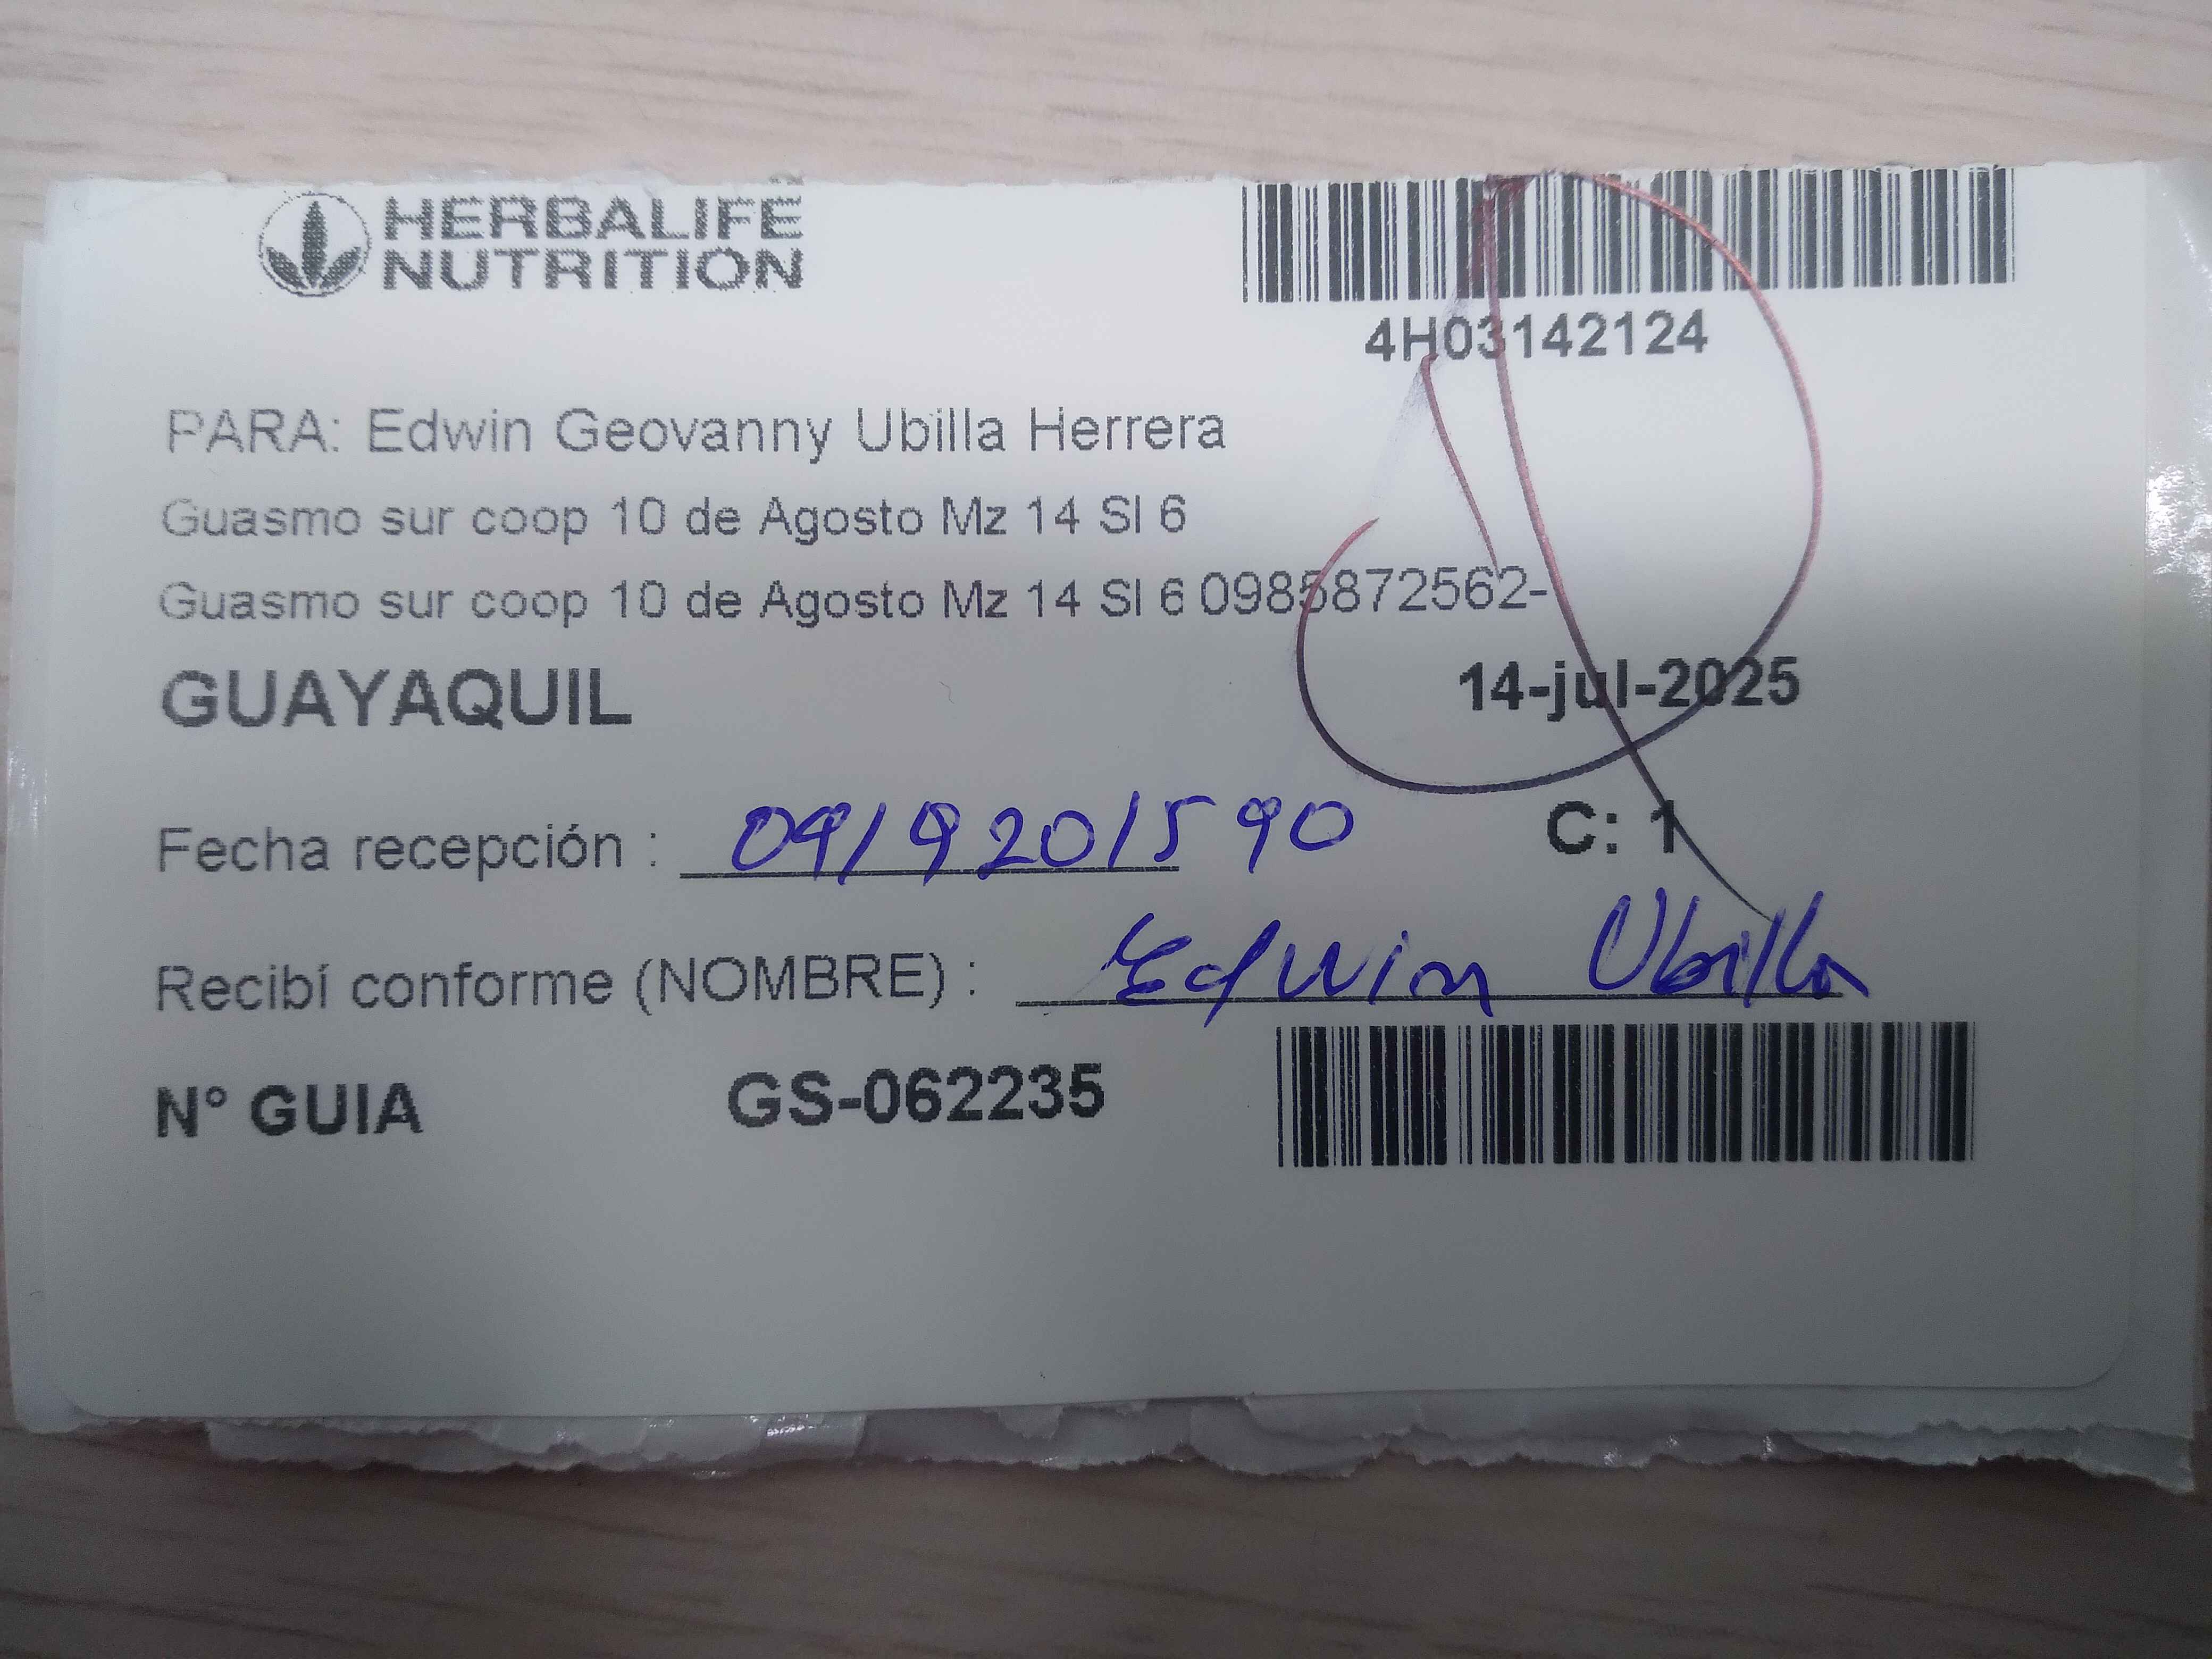 HERBALIFE
NUTRITION
4H03142124
PARA: Edwin Geovanny Ubilla Herrera
Guasmo sur coop 10 de Agosto Mz 14 Sl 6
Guasmo sur coop 10 de Agosto Mz 14 Sl 6 0985872562-
GUAYAQUIL 14-jul-2025
Fecha recepción : 0919201590 C: 1
Recibí conforme (NOMBRE) : Edwin Ubilla
N° GUIA GS-062235